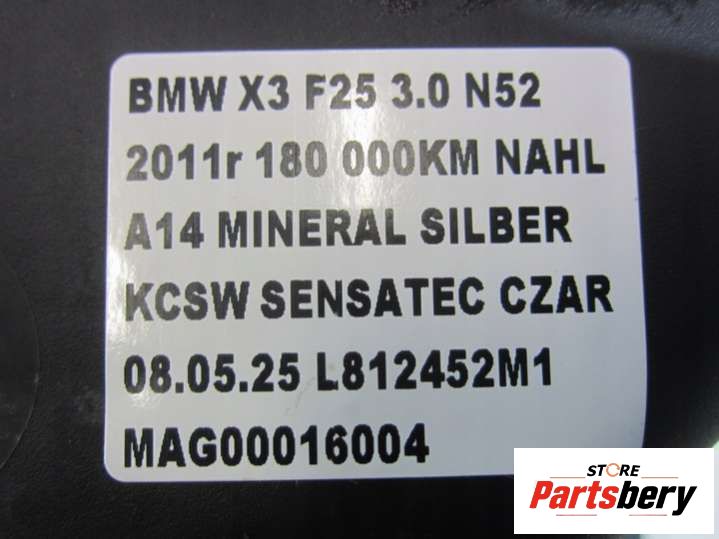 BMW X3 F25 3.0 N52
2011r 180 000KM NAHL
A14 MINERAL SILBER
KCSW SENSATEC CZAR
08.05.25 L812452M1
MAG00016004
STORE
Partsbery